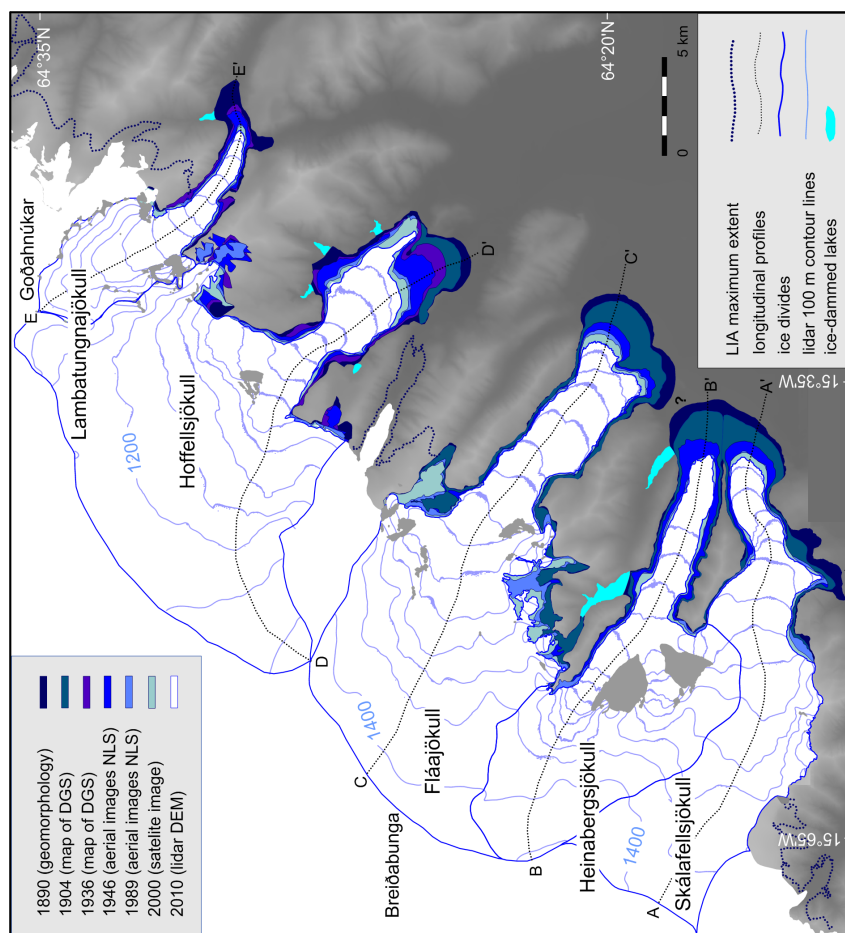 1890 (geomorphology)
1904 (map of DGS)
1936 (map of DGS)
1946 (aerial images NLS)
1989 (aerial images NLS)
2000 (satelite image)
2010 (lidar DEM)
64°35'N
E
Goðahnúkar
E'
Lambatungnajökull
1200
Hoffellsjökull
D'
D
C'
1400
C
Fláajökull
Breiðabunga
?
B'
B
Heinabergsjökull
A'
1400
Skálafellsjökull
A
15°35'W
15°65'W
64°20'N
0
5 km
LIA maximum extent
longitudinal profiles
ice divides
lidar 100 m contour lines
ice-dammed lakes